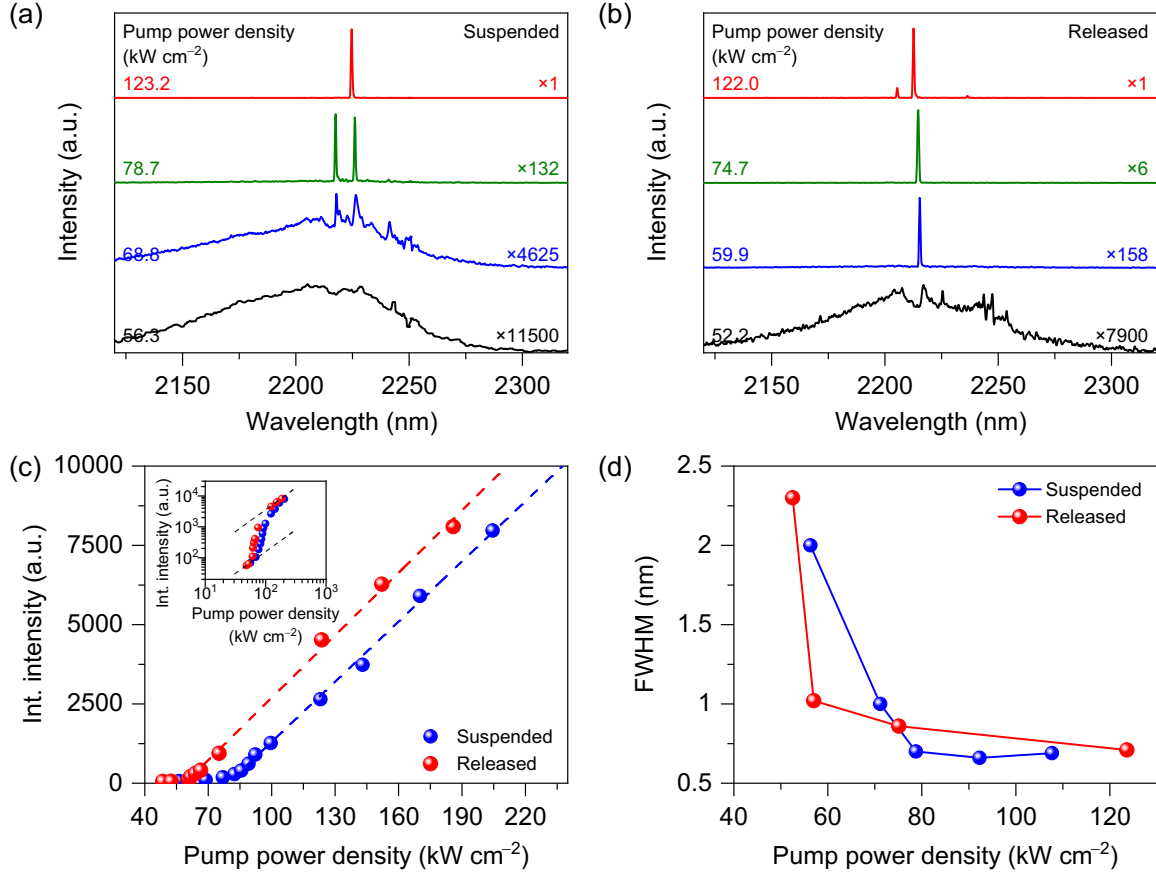 (a)
Pump power density
(kW cm⁻²)
Suspended
123.2
×1
78.7
×132
68.8
×4625
56.3
×11500
Intensity (a.u.)
2150
2200
2250
2300
Wavelength (nm)
(b)
Pump power density
(kW cm⁻²)
Released
122.0
×1
74.7
×6
59.9
×158
52.2
×7900
Intensity (a.u.)
2150
2200
2250
2300
Wavelength (nm)
(c)
10000
7500
5000
2500
0
Int. intensity (a.u.)
10⁴
10³
10²
Int. intensity (a.u.)
10¹
10²
10³
Pump power density
(kW cm⁻²)
Suspended
Released
40
70
100
130
160
190
220
Pump power density (kW cm⁻²)
(d)
2.5
2
1.5
1
0.5
FWHM (nm)
Suspended
Released
40
60
80
100
120
Pump power density (kW cm⁻²)